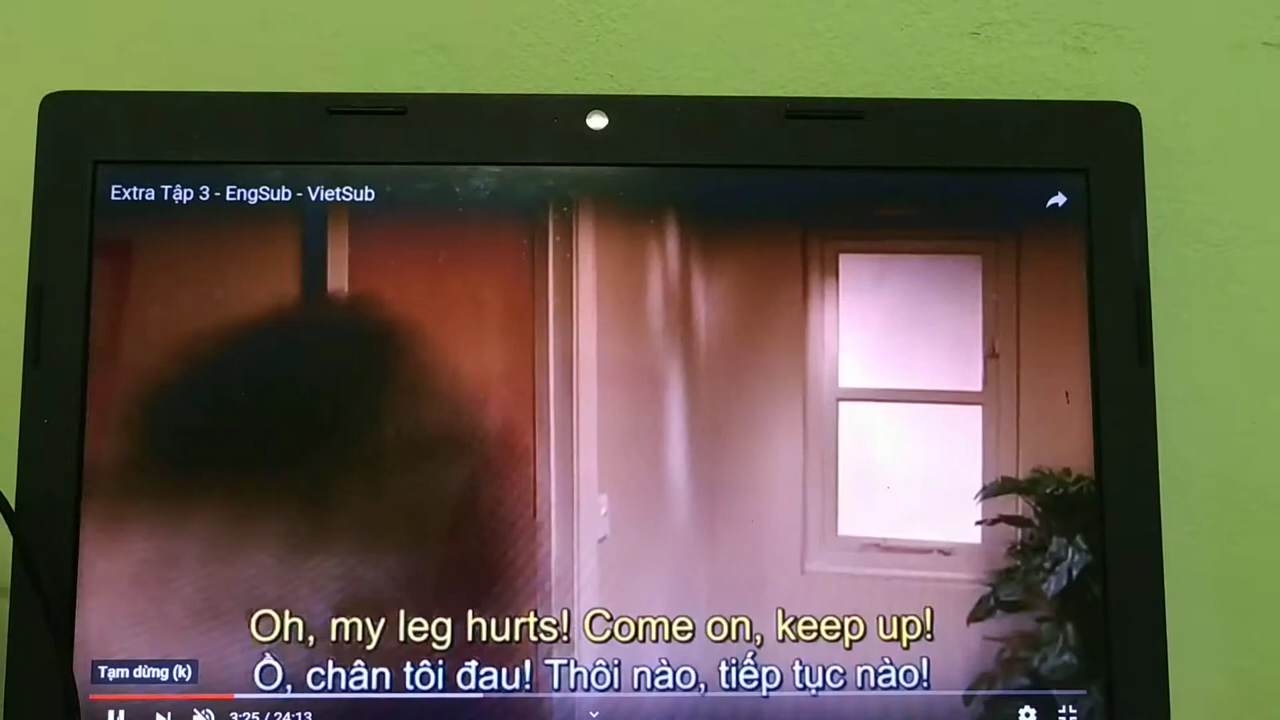 Extra Tập 3 - EngSub - VietSub
Oh, my leg hurts! Come on, keep up!
Ồ, chân tôi đau! Thôi nào, tiếp tục nào!
Tạm dừng (k)
3:25 / 24:13